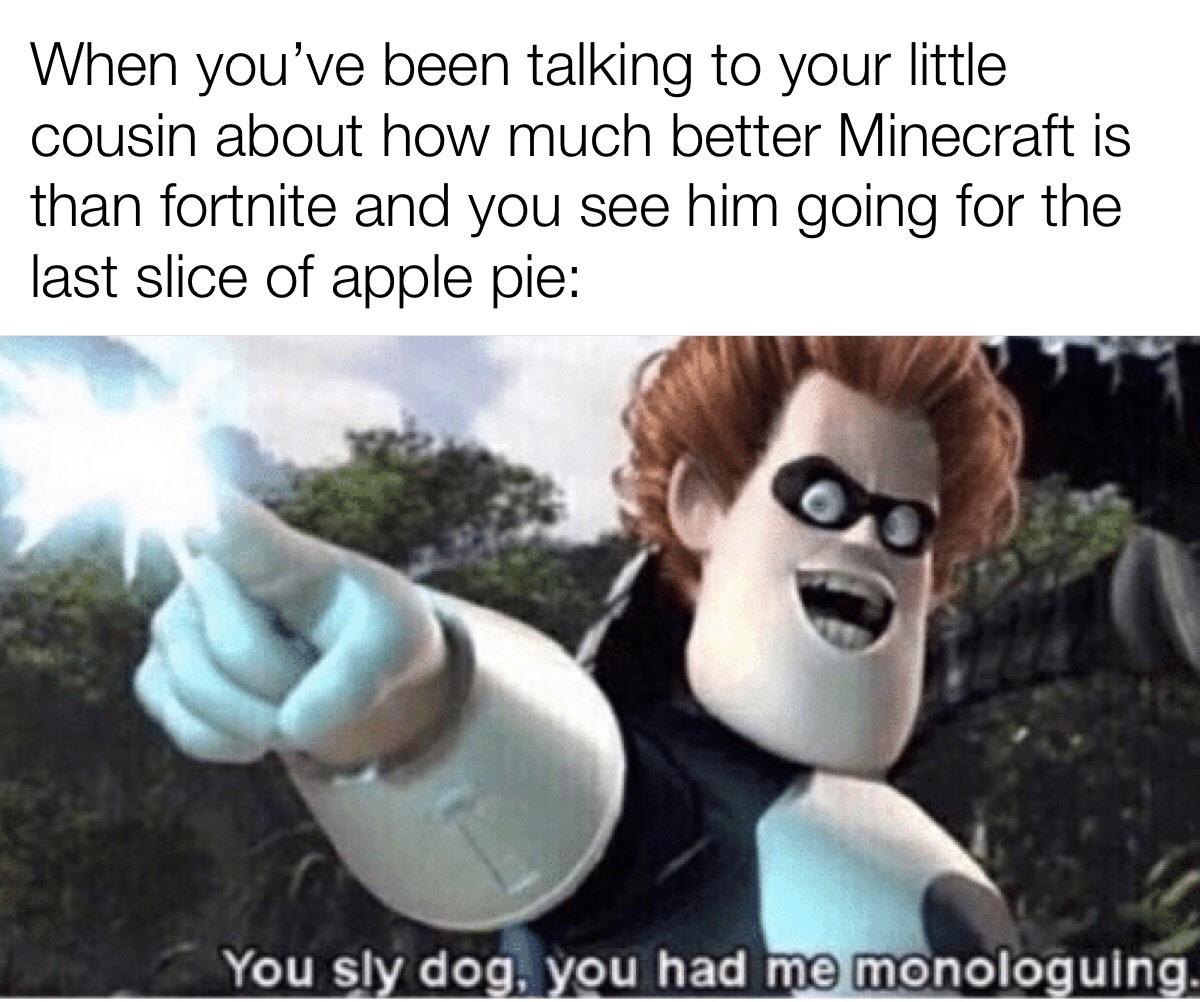 When you’ve been talking to your little
cousin about how much better Minecraft is
than fortnite and you see him going for the
last slice of apple pie:
You sly dog, you had me monologuing.